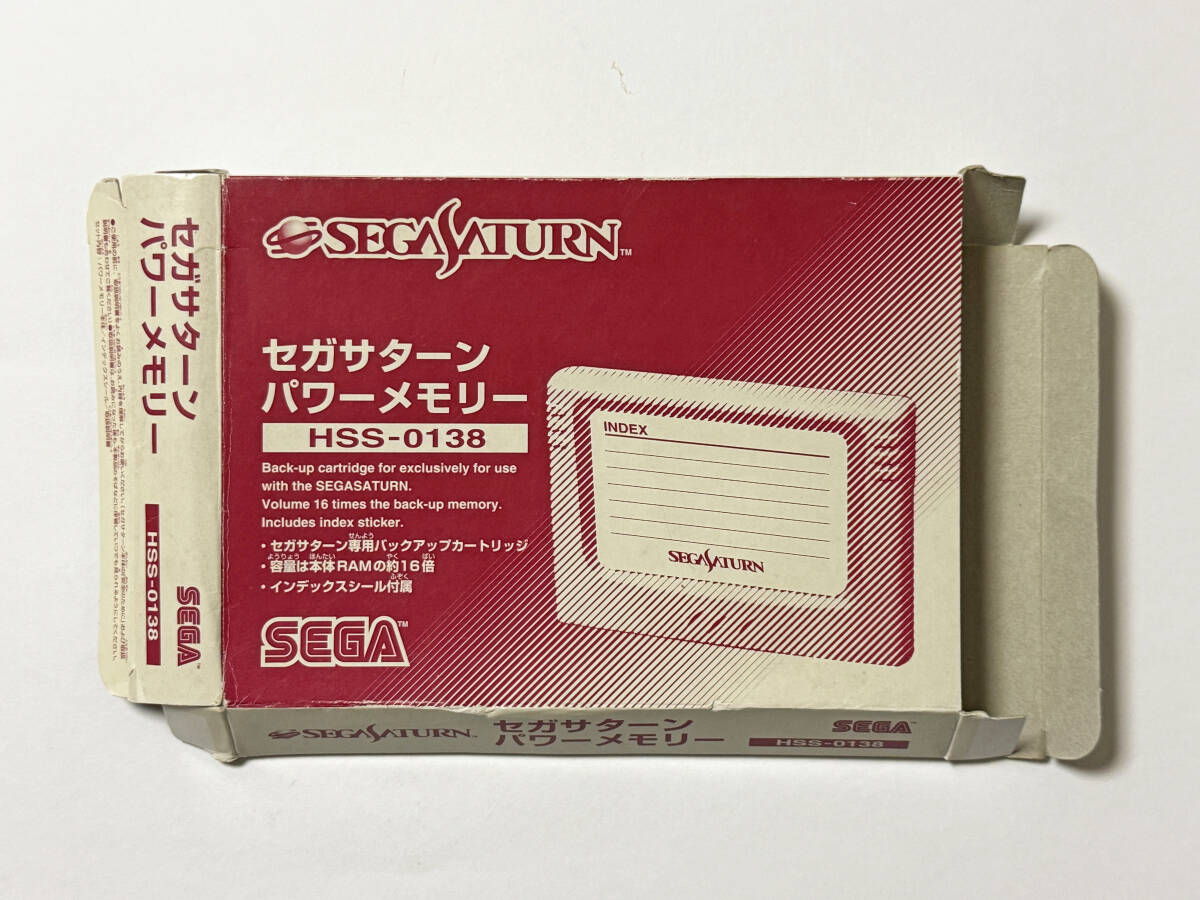 SEGASATURN™
セガサターン
パワーメモリー
HSS-0138
Back-up cartridge for exclusively for use
with the SEGASATURN.
Volume 16 times the back-up memory.
Includes index sticker.
・セガサターン専用バックアップカートリッジ
・容量は本体RAMの約16倍
・インデックスシール付属
SEGA™
INDEX
SEGASATURN
セガサターン
パワーメモリー
HSS-0138
SEGA™
SEGASATURN™
セガサターン
パワーメモリー
SEGA™
HSS-0138